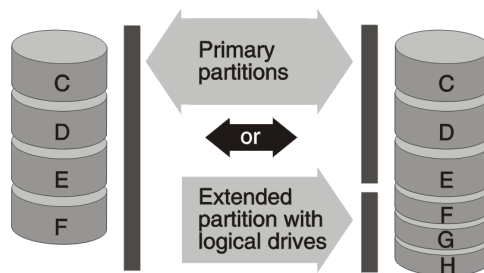 Primary
partitions
C
D
E
F
or
Extended
partition with
logical drives
C
D
E
F
G
H